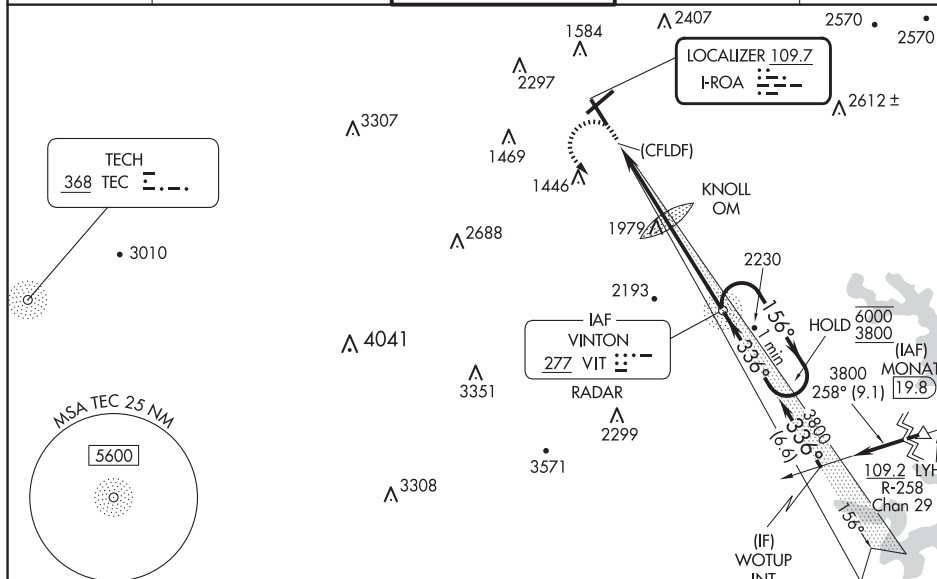 2407
2570
2570
1584
LOCALIZER 109.7
I-ROA
2297
2612 ±
3307
1469
(CFLDF)
TECH
368 TEC
1446
KNOLL
OM
1979
2688
3010
2230
2193
156°
HOLD
6000
3800
1 min
IAF
VINTON
277 VIT
RADAR
336°
(IAF)
MONAT
19.8
3800
258° (9.1)
4041
3351
2299
3800
336°
(6.6)
MSA TEC 25 NM
5600
3571
109.2 LYH
R-258
Chan 29
3308
156°
(IF)
WOTUP
INT